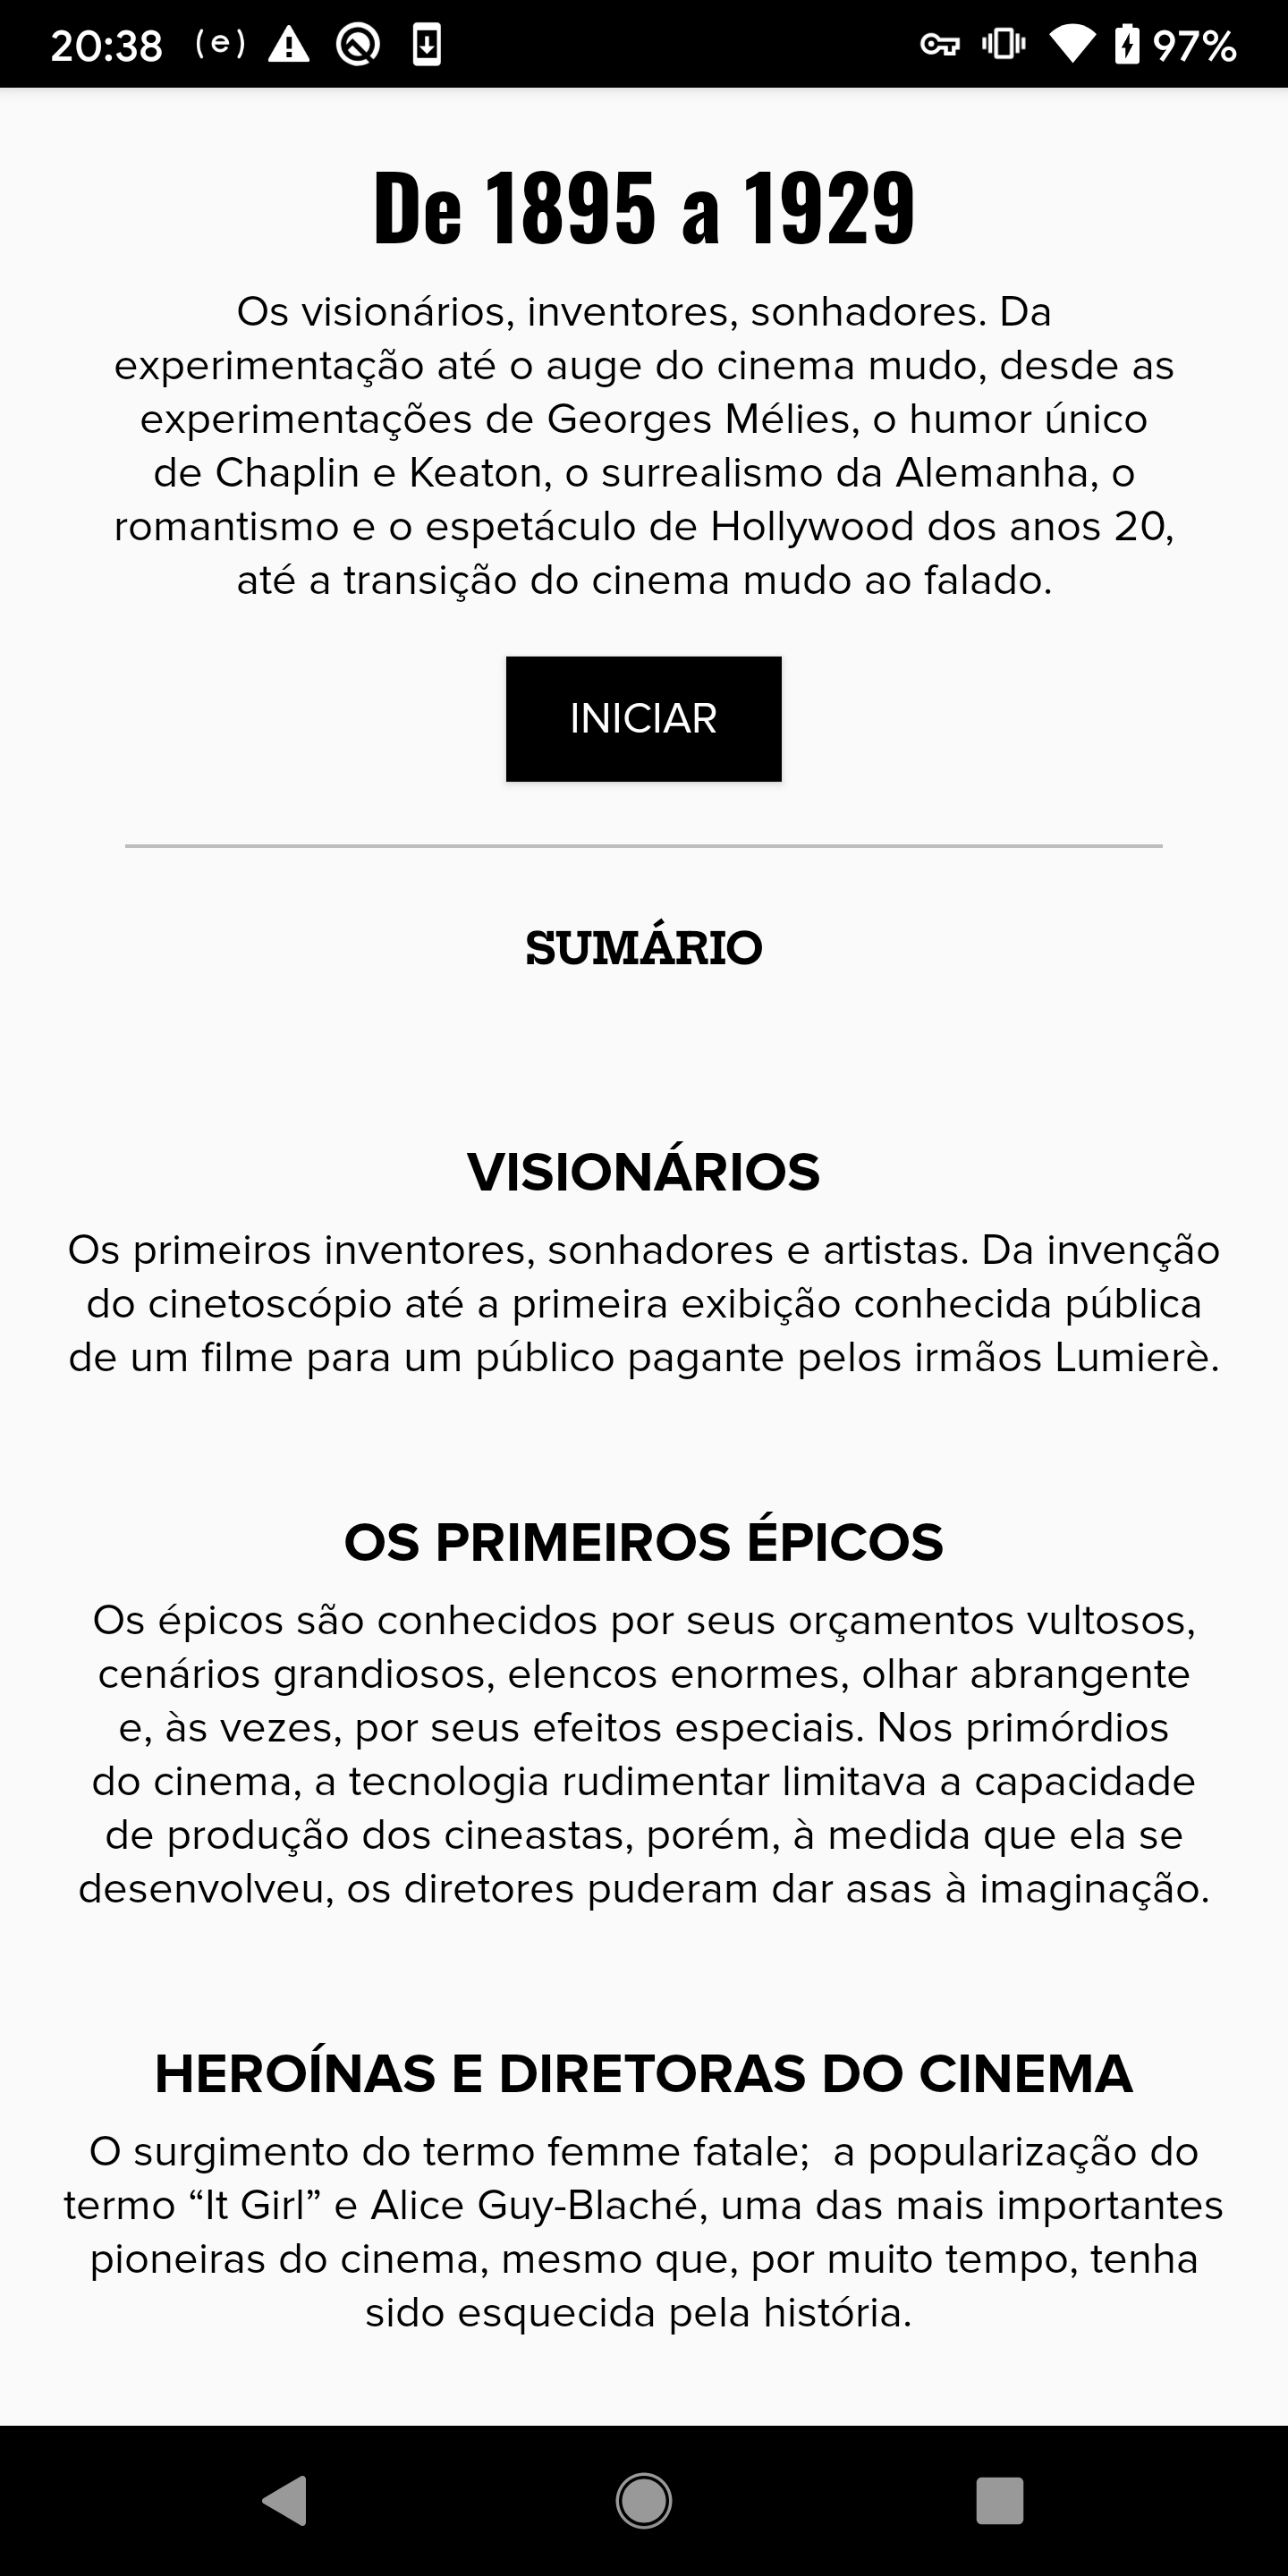 20:38 (e) 97%
De 1895 a 1929
Os visionários, inventores, sonhadores. Da
experimentação até o auge do cinema mudo, desde as
experimentações de Georges Mélies, o humor único
de Chaplin e Keaton, o surrealismo da Alemanha, o
romantismo e o espetáculo de Hollywood dos anos 20,
até a transição do cinema mudo ao falado.
INICIAR
SUMÁRIO
VISIONÁRIOS
Os primeiros inventores, sonhadores e artistas. Da invenção
do cinetoscópio até a primeira exibição conhecida pública
de um filme para um público pagante pelos irmãos Lumierè.
OS PRIMEIROS ÉPICOS
Os épicos são conhecidos por seus orçamentos vultosos,
cenários grandiosos, elencos enormes, olhar abrangente
e, às vezes, por seus efeitos especiais. Nos primórdios
do cinema, a tecnologia rudimentar limitava a capacidade
de produção dos cineastas, porém, à medida que ela se
desenvolveu, os diretores puderam dar asas à imaginação.
HEROÍNAS E DIRETORAS DO CINEMA
O surgimento do termo femme fatale;  a popularização do
termo “It Girl” e Alice Guy-Blaché, uma das mais importantes
pioneiras do cinema, mesmo que, por muito tempo, tenha
sido esquecida pela história.